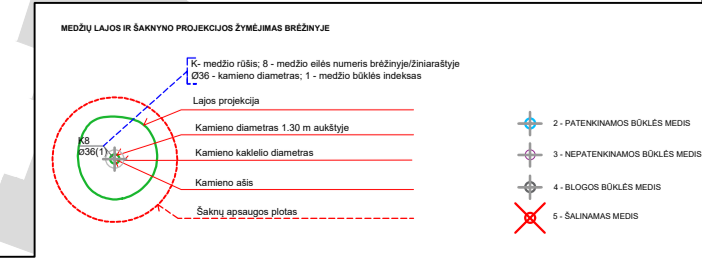 MEDŽIŲ LAJOS IR ŠAKNYNO PROJEKCIJOS ŽYMĖJIMAS BRĖŽINYJE
K- medžio rūšis; 8 - medžio eilės numeris brėžinyje/žiniaraštyje
Ø36 - kamieno diametras; 1 - medžio būklės indeksas
Lajos projekcija
Kamieno diametras 1.30 m aukštyje
Kamieno kaklelio diametras
Kamieno ašis
Šaknų apsaugos plotas
K8
Ø36(1)
2 - PATENKINAMOS BŪKLĖS MEDIS
3 - NEPATENKINAMOS BŪKLĖS MEDIS
4 - BLOGOS BŪKLĖS MEDIS
5 - ŠALINAMAS MEDIS